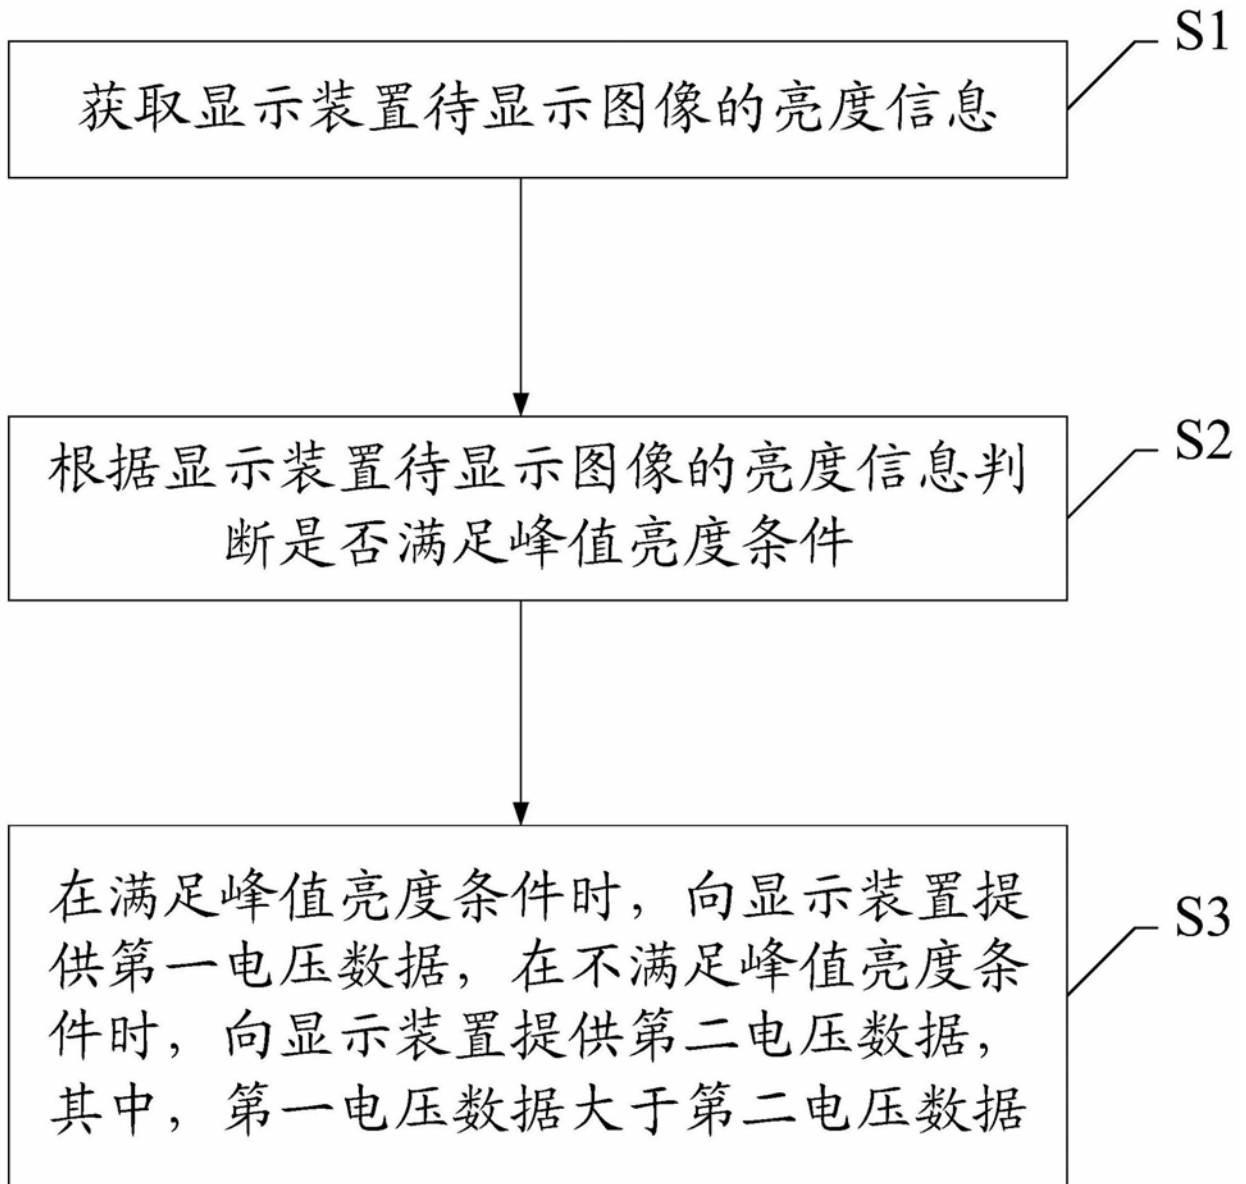 S1
获取显示装置待显示图像的亮度信息
S2
根据显示装置待显示图像的亮度信息判
断是否满足峰值亮度条件
S3
在满足峰值亮度条件时，向显示装置提
供第一电压数据，在不满足峰值亮度条
件时，向显示装置提供第二电压数据，
其中，第一电压数据大于第二电压数据